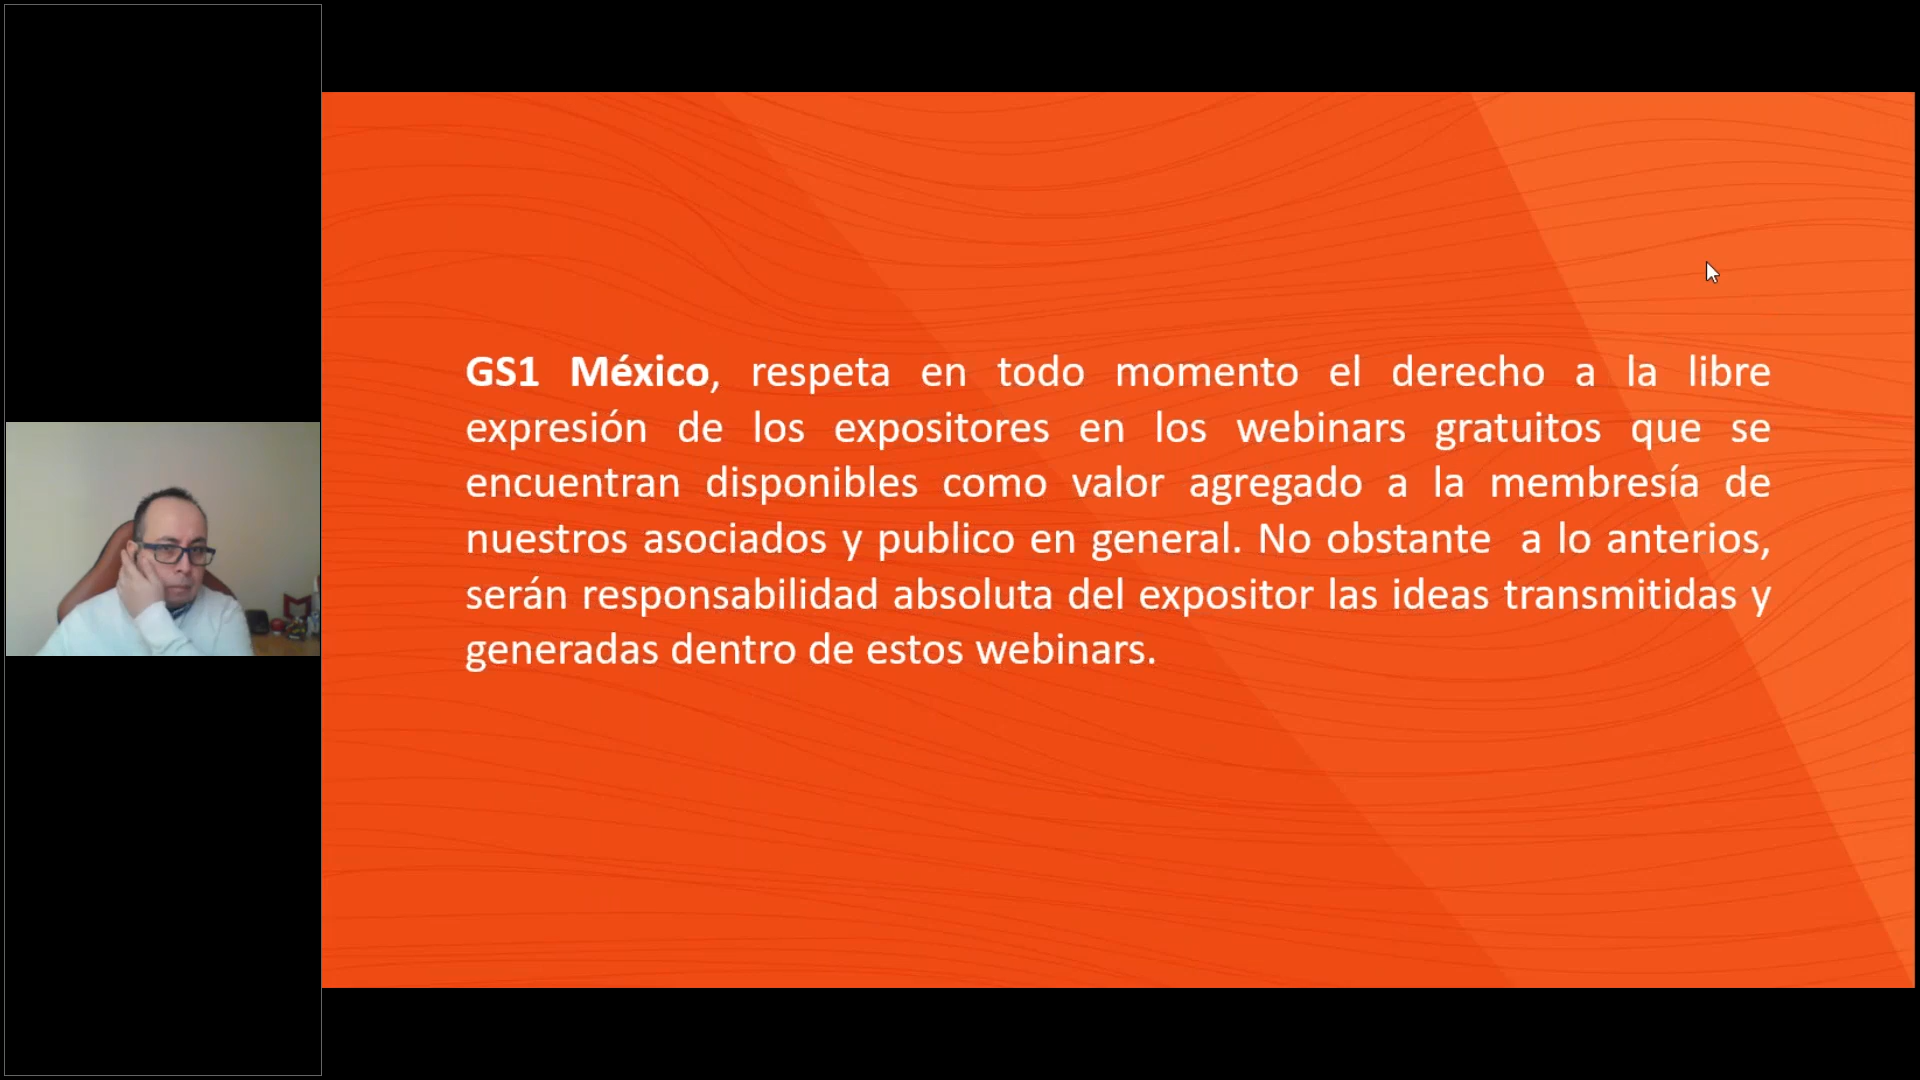 GS1 México, respeta en todo momento el derecho a la libre
expresión de los expositores en los webinars gratuitos que se
encuentran disponibles como valor agregado a la membresía de
nuestros asociados y publico en general. No obstante  a lo anterios,
serán responsabilidad absoluta del expositor las ideas transmitidas y
generadas dentro de estos webinars.